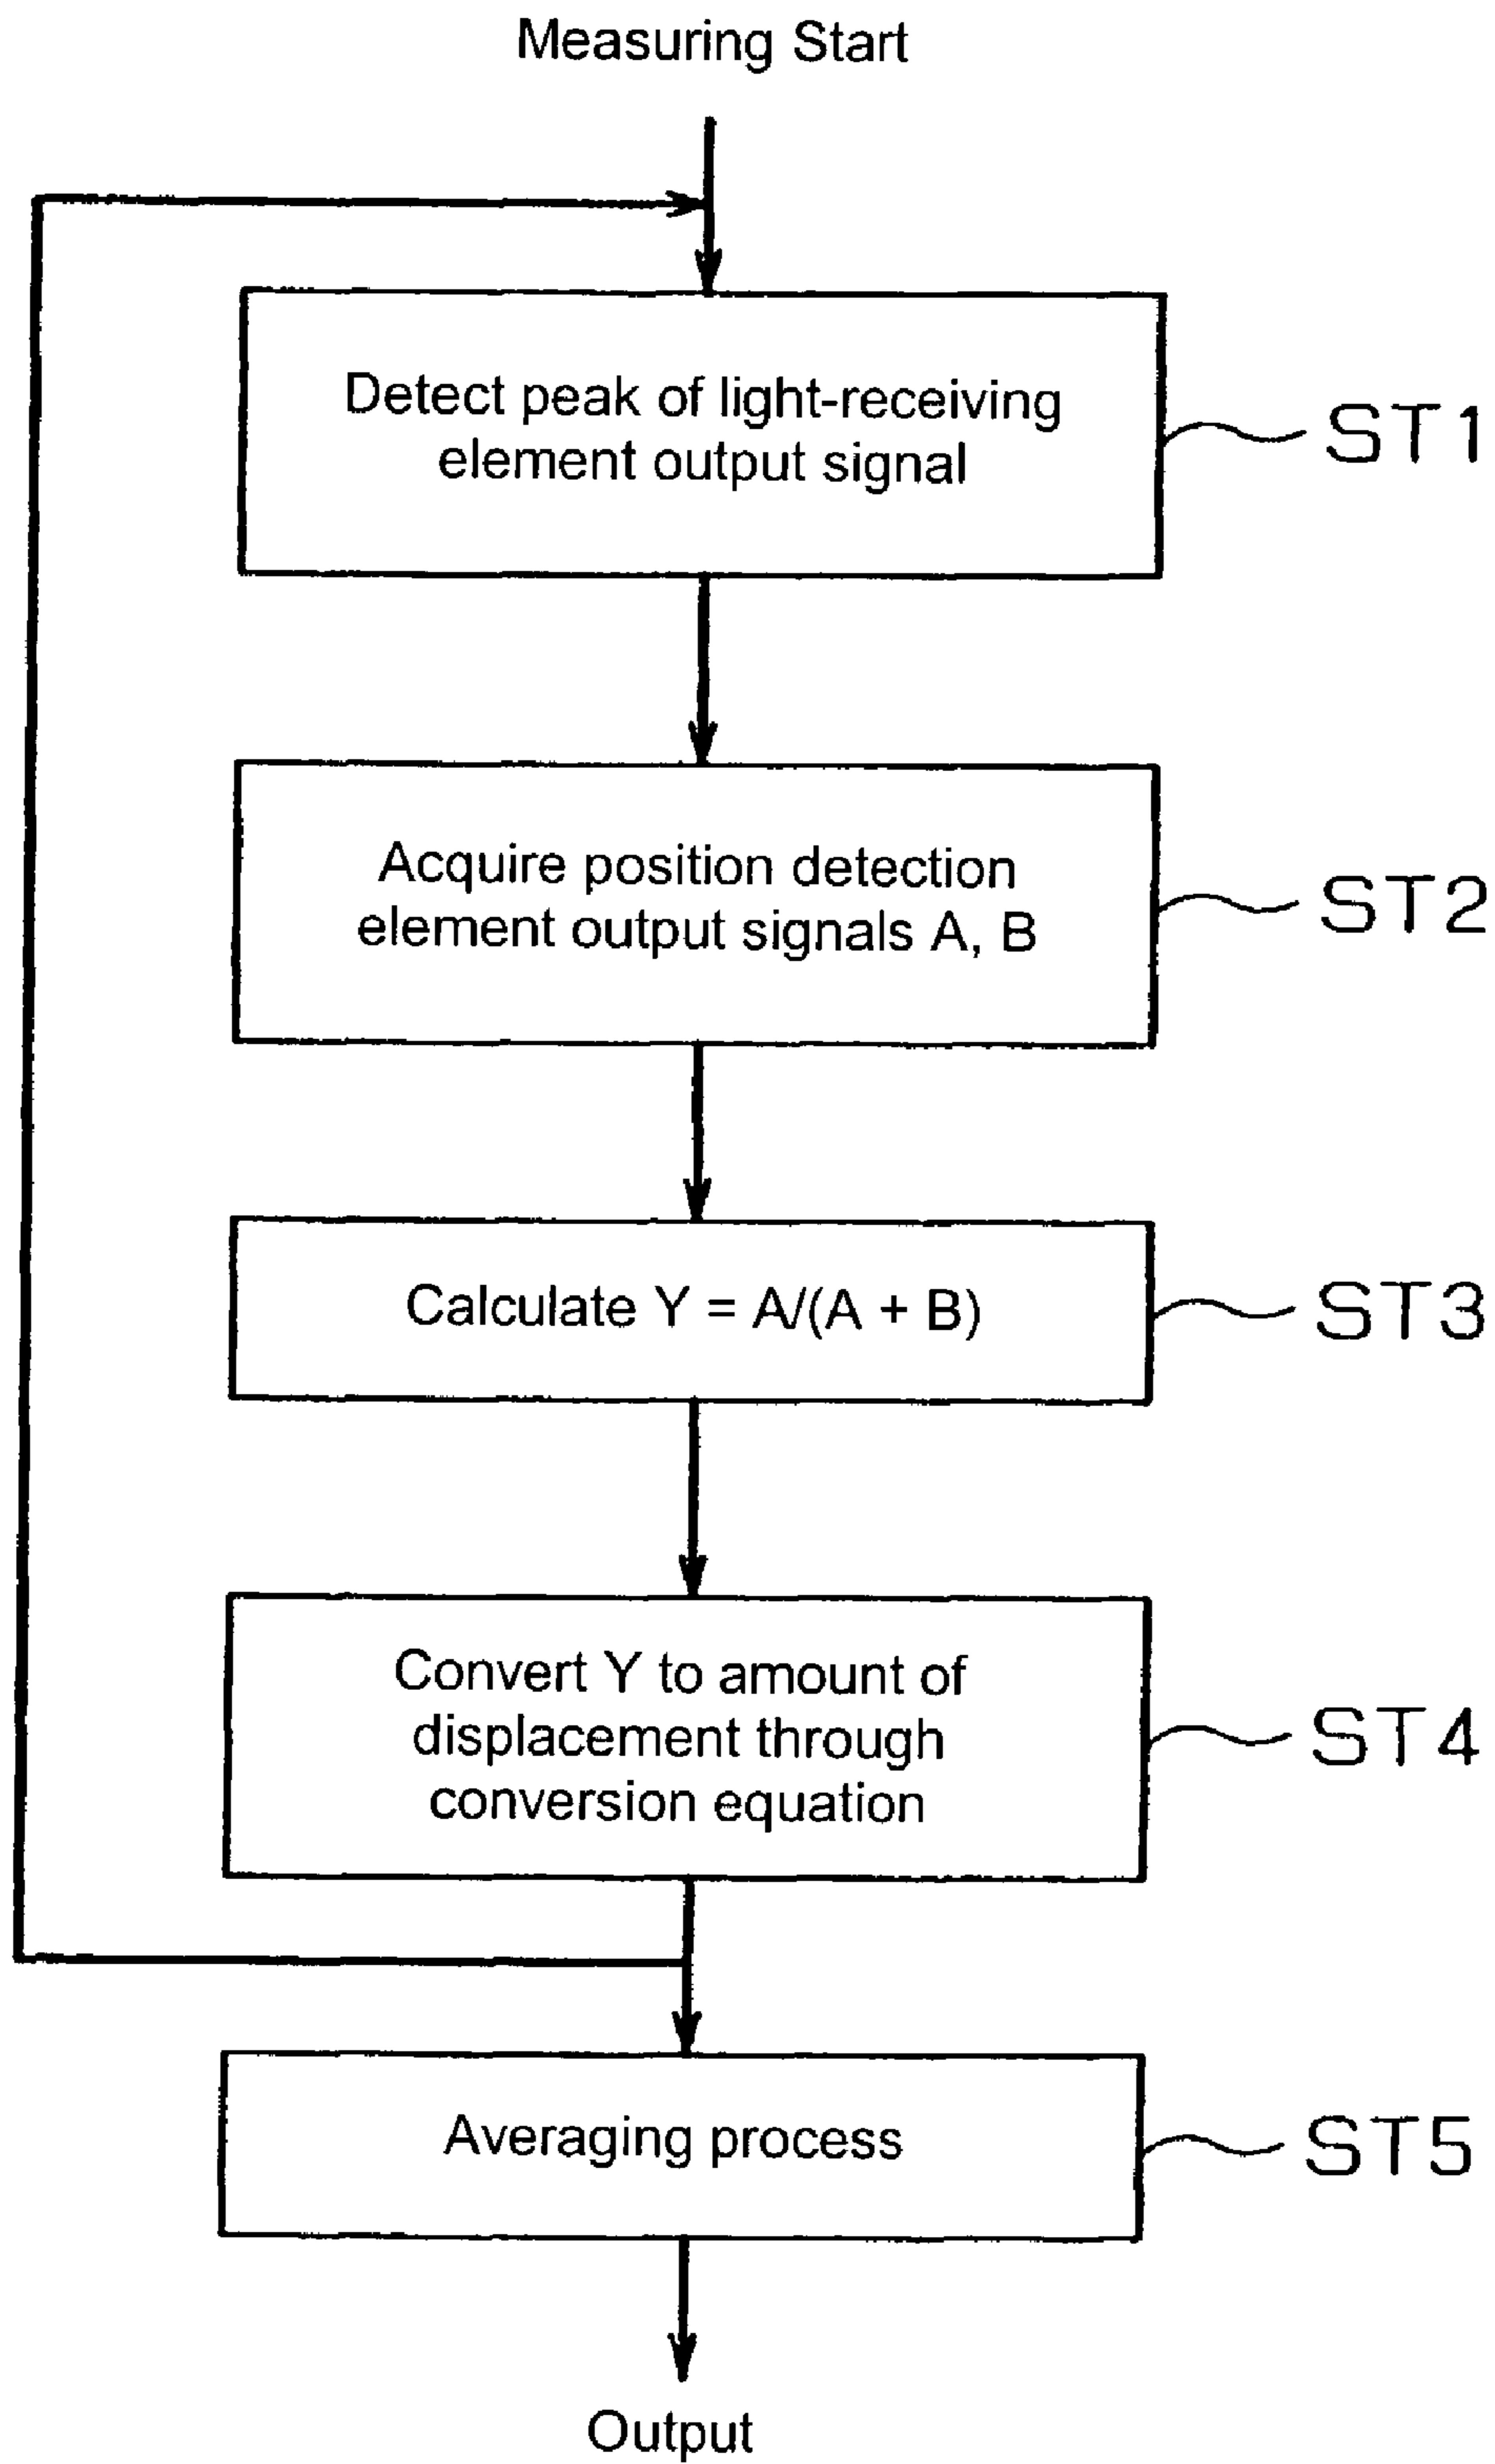 Measuring Start
Detect peak of light-receiving
element output signal
ST1
Acquire position detection
element output signals A, B
ST2
Calculate Y = A/(A + B)
ST3
Convert Y to amount of
displacement through
conversion equation
ST4
Averaging process
ST5
Output